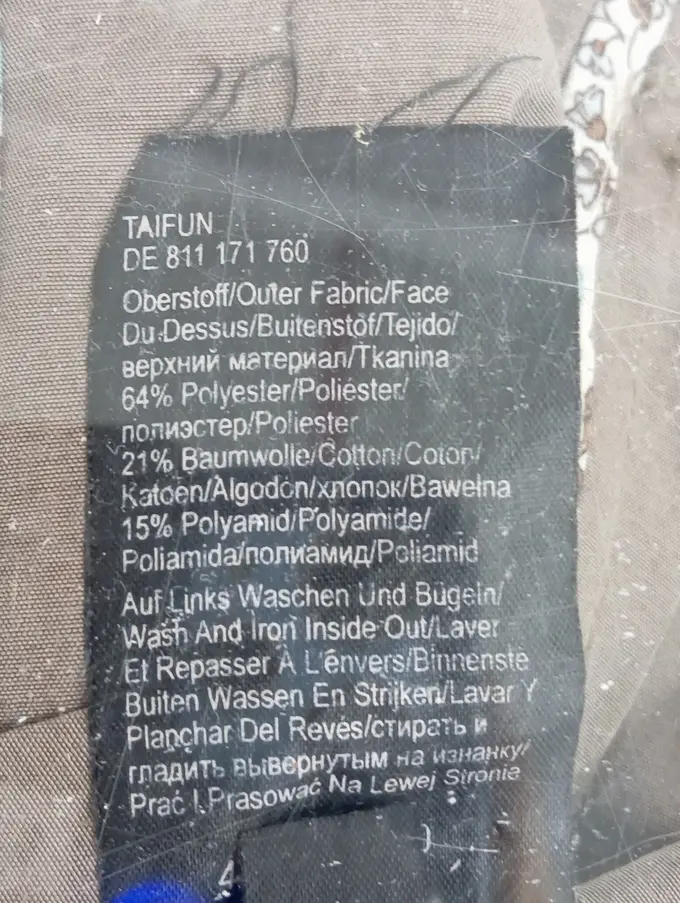 TAIFUN
DE 811 171 760
Oberstoff/Outer Fabric/Face
Du Dessus/Buitenstof/Tejido/
верхний материал/Tkanina
64% Polyester/Poliéster/
полиэстер/Poliester
21% Baumwolle/Cotton/Coton/
Katoen/Algodón/хлопок/Bawełna
15% Polyamid/Polyamide/
Poliamida/полиамид/Poliamid
Auf Links Waschen Und Bügeln/
Wash And Iron Inside Out/Laver
Et Repasser À L'énvers/Binnenste
Buiten Wassen En Strijken/Lavar Y
Planchar Del Revés/стирать и
гладить вывернутым на изнанку/
Prać I Prasować Na Lewej Stronie